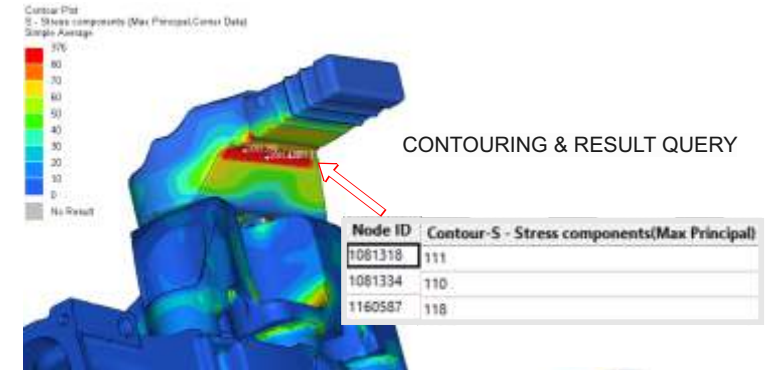 Contour Plot
S - Stress components (Max Principal,Corner Data)
Simple Average
376
80
70
60
50
40
30
20
10
0
No Result
CONTOURING & RESULT QUERY
Node ID Contour-S - Stress components(Max Principal)
1081318 111
1081334 110
1160587 118